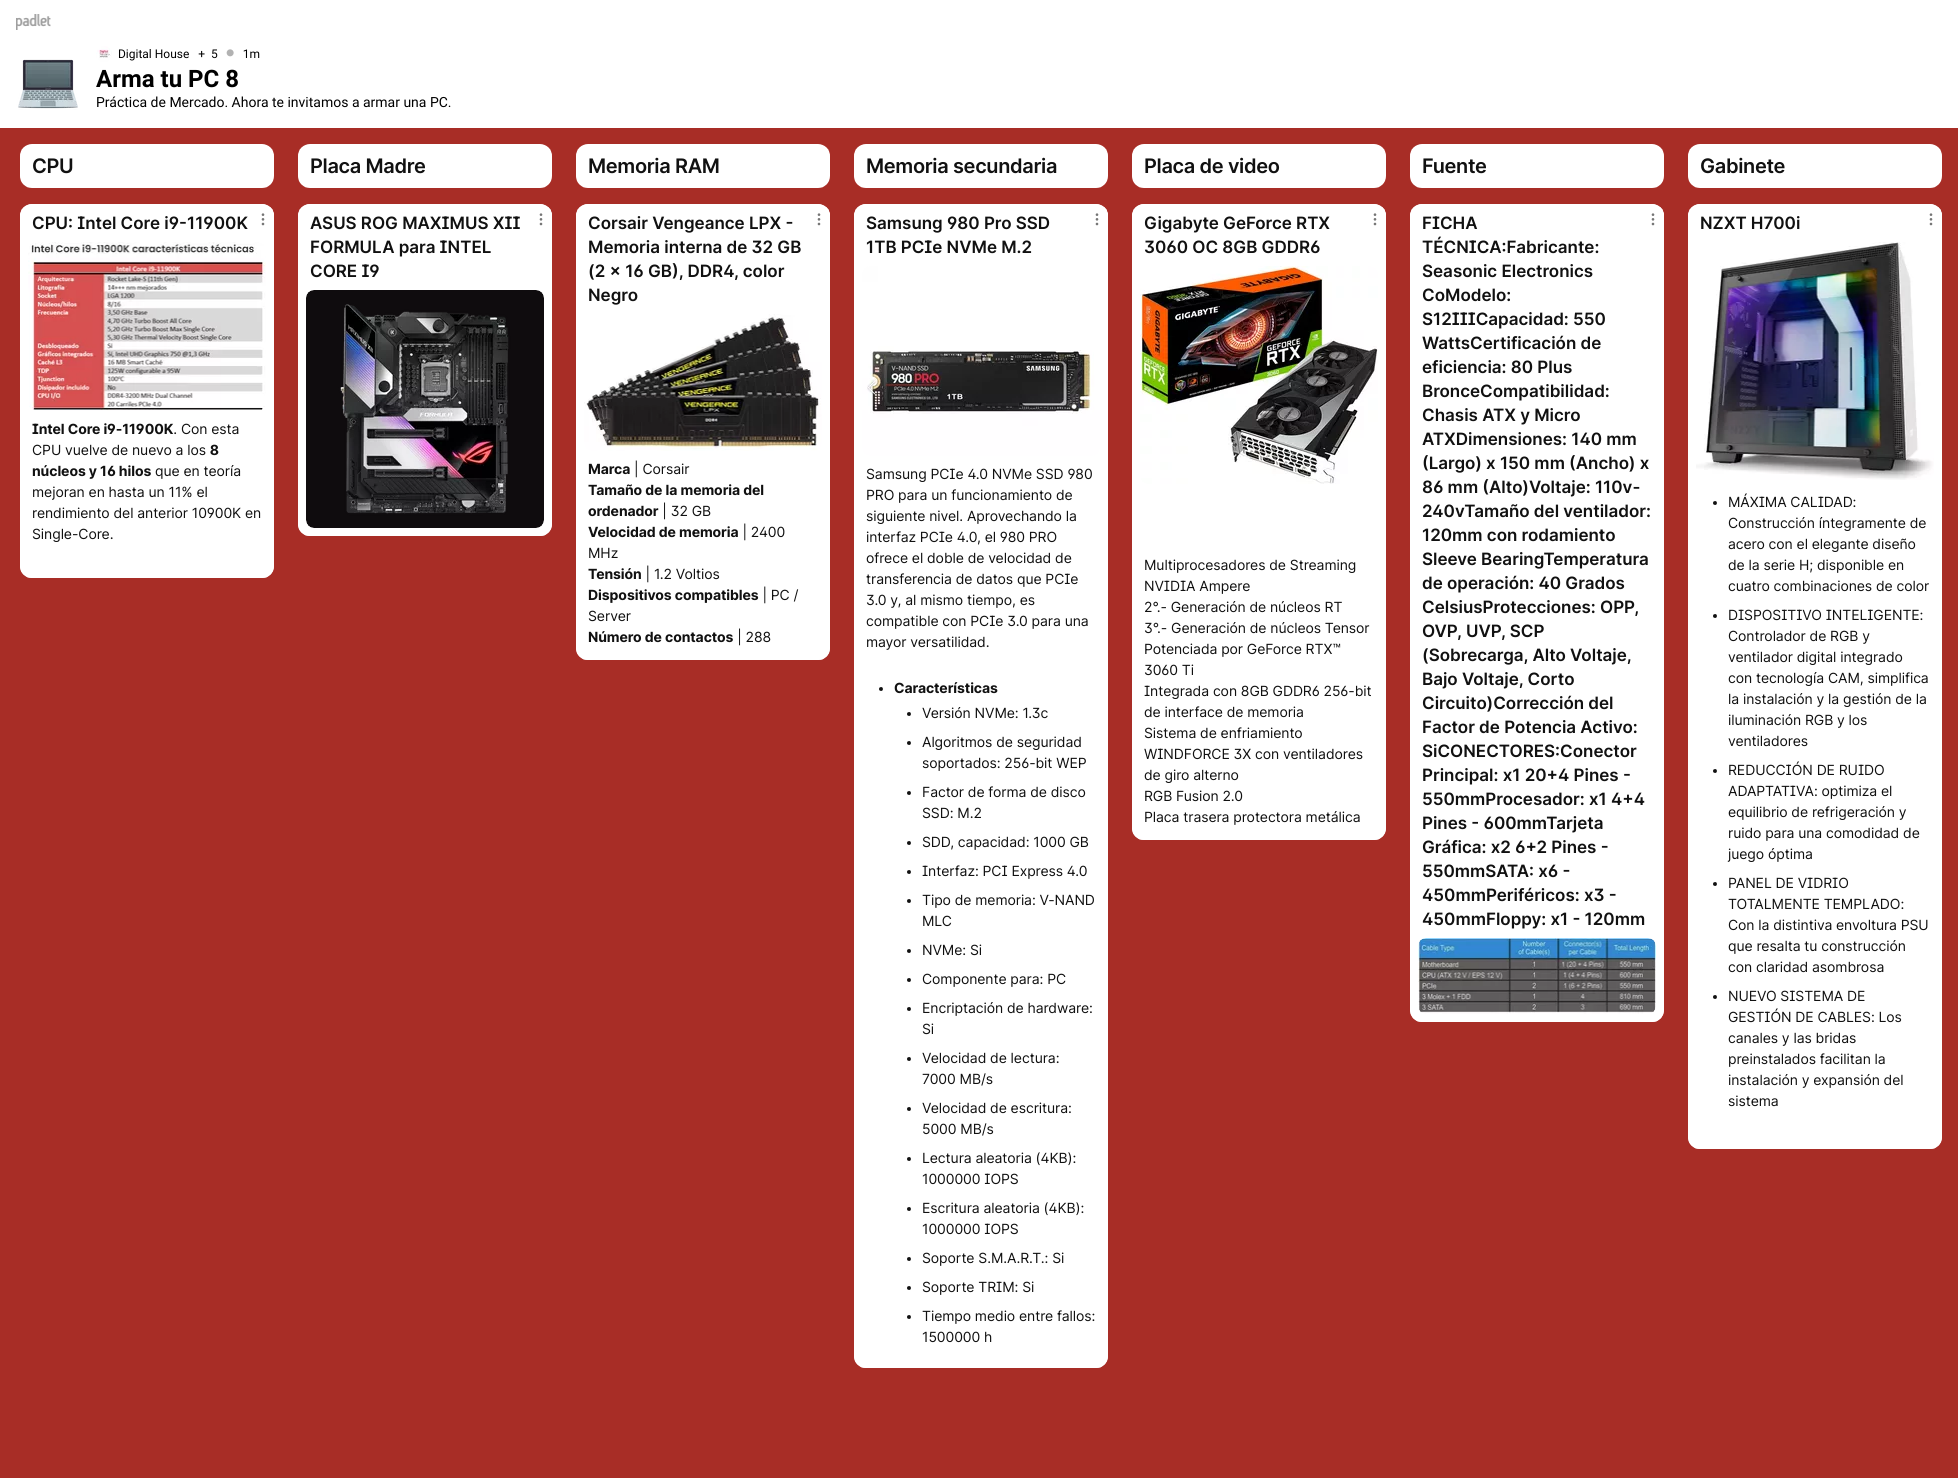 padlet
Digital House + 5 1m
Arma tu PC 8
Práctica de Mercado. Ahora te invitamos a armar una PC.
CPU
CPU: Intel Core i9-11900K
Intel Core i9-11900K características técnicas
Intel Core i9-11900K
Arquitectura Rocket Lake-S (11th Gen)
Litografía 14+++ nm mejorados
Socket LGA 1200
Núcleos/hilos 8/16
Frecuencia 3,50 GHz Base
4,70 GHz Turbo Boost All Core
5,20 GHz Turbo Boost Max Single Core
5,30 GHz Thermal Velocity Boost Single Core
Desbloqueado Si
Gráficos integrados Si, Intel UHD Graphics 750 @1,3 GHz
Caché L3 16 MB Smart Caché
TDP 125W configurable a 95W
Tjunction 100°C
Disipador incluido No
CPU I/O DDR4-3200 MHz Dual Channel
20 Carriles PCIe 4.0
Intel Core i9-11900K. Con esta
CPU vuelve de nuevo a los 8
núcleos y 16 hilos que en teoría
mejoran en hasta un 11% el
rendimiento del anterior 10900K en
Single-Core.
Placa Madre
ASUS ROG MAXIMUS XII
FORMULA para INTEL
CORE I9
FORMULA
Memoria RAM
Corsair Vengeance LPX -
Memoria interna de 32 GB
(2 x 16 GB), DDR4, color
Negro
VENGEANCE
VENGEANCE
VENGEANCE
VENGEANCE
LPX
Marca | Corsair
Tamaño de la memoria del
ordenador | 32 GB
Velocidad de memoria | 2400
MHz
Tensión | 1.2 Voltios
Dispositivos compatibles | PC /
Server
Número de contactos | 288
Memoria secundaria
Samsung 980 Pro SSD
1TB PCIe NVMe M.2
V-NAND SSD
980 PRO
PCIe 4.0 NVMe M.2
SAMSUNG
1TB
Samsung PCIe 4.0 NVMe SSD 980
PRO para un funcionamiento de
siguiente nivel. Aprovechando la
interfaz PCIe 4.0, el 980 PRO
ofrece el doble de velocidad de
transferencia de datos que PCIe
3.0 y, al mismo tiempo, es
compatible con PCIe 3.0 para una
mayor versatilidad.
• Características
• Versión NVMe: 1.3c
• Algoritmos de seguridad
soportados: 256-bit WEP
• Factor de forma de disco
SSD: M.2
• SDD, capacidad: 1000 GB
• Interfaz: PCI Express 4.0
• Tipo de memoria: V-NAND
MLC
• NVMe: Si
• Componente para: PC
• Encriptación de hardware:
Si
• Velocidad de lectura:
7000 MB/s
• Velocidad de escritura:
5000 MB/s
• Lectura aleatoria (4KB):
1000000 IOPS
• Escritura aleatoria (4KB):
1000000 IOPS
• Soporte S.M.A.R.T.: Si
• Soporte TRIM: Si
• Tiempo medio entre fallos:
1500000 h
Placa de video
Gigabyte GeForce RTX
3060 OC 8GB GDDR6
GIGABYTE
GIGABYTE
GIGABYTE
GEFORCE
RTX
RTX
Multiprocesadores de Streaming
NVIDIA Ampere
2°.- Generación de núcleos RT
3°.- Generación de núcleos Tensor
Potenciada por GeForce RTX™
3060 Ti
Integrada con 8GB GDDR6 256-bit
de interface de memoria
Sistema de enfriamiento
WINDFORCE 3X con ventiladores
de giro alterno
RGB Fusion 2.0
Placa trasera protectora metálica
Fuente
FICHA
TÉCNICA:Fabricante:
Seasonic Electronics
CoModelo:
S12IIICapacidad: 550
WattsCertificación de
eficiencia: 80 Plus
BronceCompatibilidad:
Chasis ATX y Micro
ATXDimensiones: 140 mm
(Largo) x 150 mm (Ancho) x
86 mm (Alto)Voltaje: 110v-
240vTamaño del ventilador:
120mm con rodamiento
Sleeve BearingTemperatura
de operación: 40 Grados
CelsiusProtecciones: OPP,
OVP, UVP, SCP
(Sobrecarga, Alto Voltaje,
Bajo Voltaje, Corto
Circuito)Corrección del
Factor de Potencia Activo:
SiCONECTORES:Conector
Principal: x1 20+4 Pines -
550mmProcesador: x1 4+4
Pines - 600mmTarjeta
Gráfica: x2 6+2 Pines -
550mmSATA: x6 -
450mmPeriféricos: x3 -
450mmFloppy: x1 - 120mm
Cable Type Number of Cable(s) Connector(s) per Cable Total Length
Motherboard 1 1 (20 + 4 Pins) 550 mm
CPU (ATX 12 V / EPS 12 V) 1 1 (4 + 4 Pins) 600 mm
PCIe 2 1 (6 + 2 Pins) 550 mm
3 Molex + 1 FDD 1 4 810 mm
3 SATA 2 3 690 mm
Gabinete
NZXT H700i
• MÁXIMA CALIDAD:
Construcción íntegramente de
acero con el elegante diseño
de la serie H; disponible en
cuatro combinaciones de color
• DISPOSITIVO INTELIGENTE:
Controlador de RGB y
ventilador digital integrado
con tecnología CAM, simplifica
la instalación y la gestión de la
iluminación RGB y los
ventiladores
• REDUCCIÓN DE RUIDO
ADAPTATIVA: optimiza el
equilibrio de refrigeración y
ruido para una comodidad de
juego óptima
• PANEL DE VIDRIO
TOTALMENTE TEMPLADO:
Con la distintiva envoltura PSU
que resalta tu construcción
con claridad asombrosa
• NUEVO SISTEMA DE
GESTIÓN DE CABLES: Los
canales y las bridas
preinstalados facilitan la
instalación y expansión del
sistema